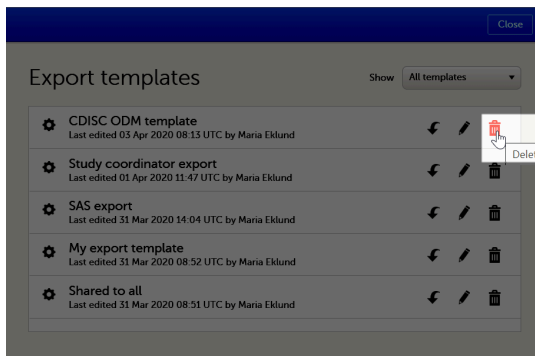 Close
Export templates
Show All templates
CDISC ODM template
Last edited 03 Apr 2020 08:13 UTC by Maria Eklund
Study coordinator export
Last edited 01 Apr 2020 11:47 UTC by Maria Eklund
SAS export
Last edited 31 Mar 2020 14:04 UTC by Maria Eklund
My export template
Last edited 31 Mar 2020 08:52 UTC by Maria Eklund
Shared to all
Last edited 31 Mar 2020 08:51 UTC by Maria Eklund